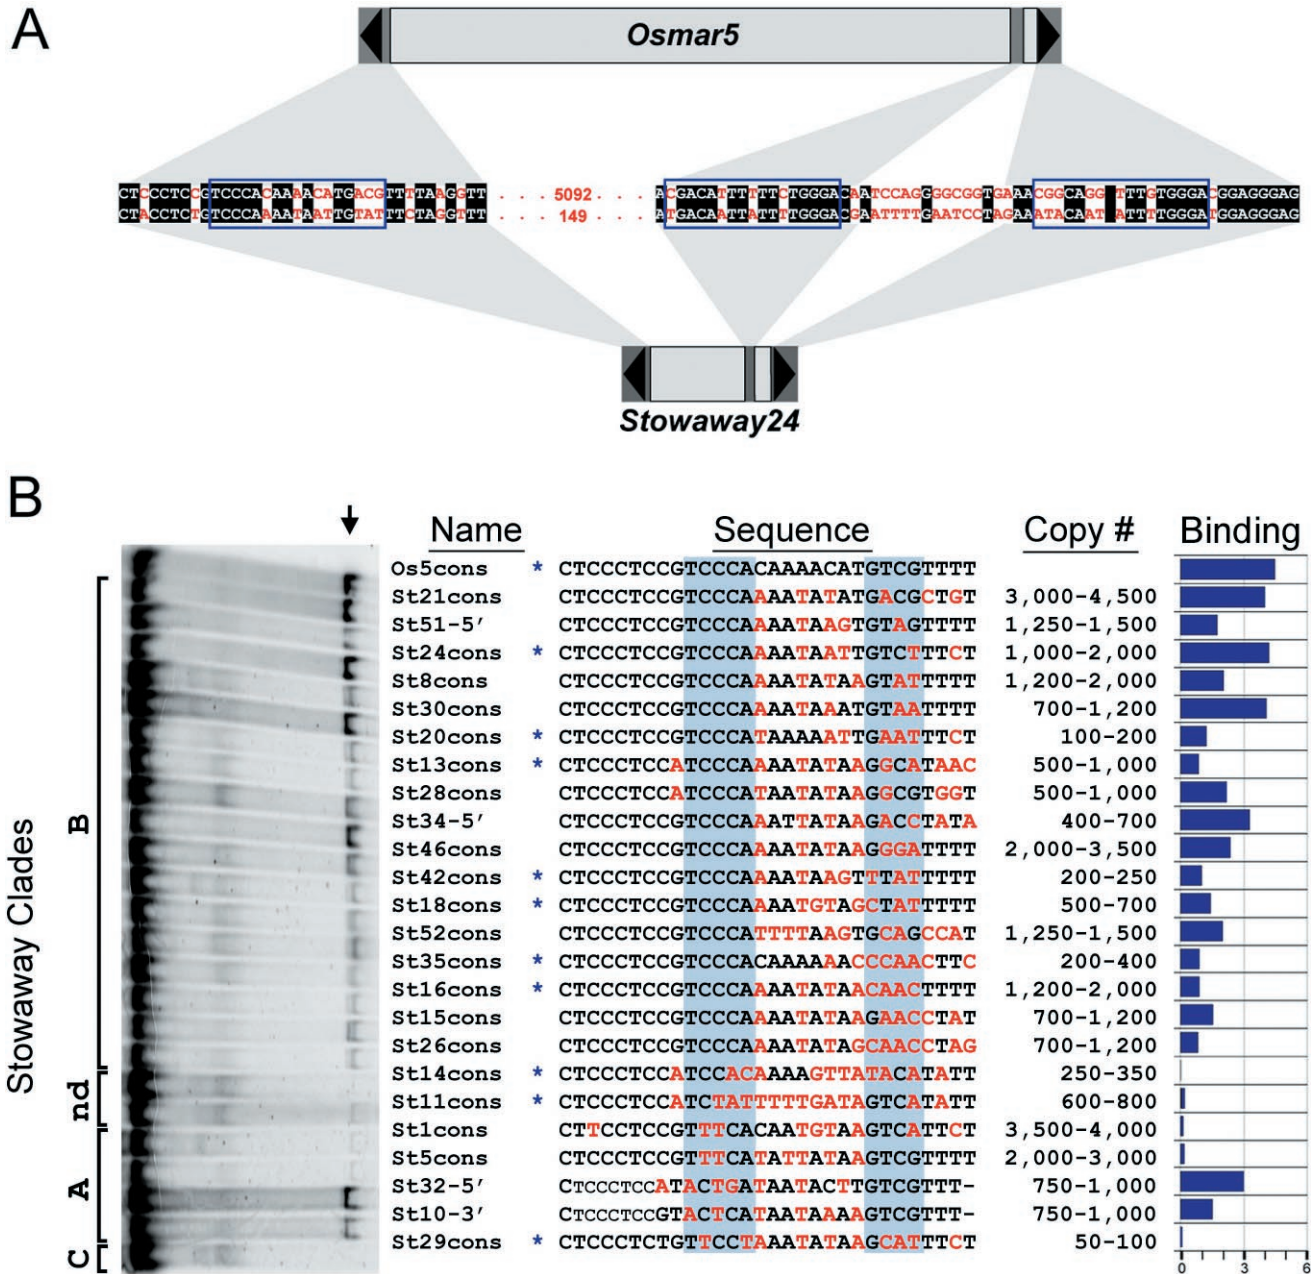 A
Osmar5
CTCCCTCCGTCCCACAAAACATGACGTTTTAAGGTT . . . . 5092 . . . . ACGACATTTTTTCTGGGACAATCCAGGGGCGGTGAAACGGCAGG TTTGTGGGACGGAGGGAG
CTACCTCTGTCCCAAAATAATTGTATTTCTAGGTTT . . . . 149 . . . . ATGACAATTATTTTGGGACGAATTTTGAATCCTAGAAATACAAT ATTTTGGGATGGAGGGAG
Stowaway24
B
Name Sequence Copy # Binding
Os5cons * CTCCCTCCGTCCCACAAAACATGTCGTTTT
St21cons CTCCCTCCGTCCCAAAATATATGACGCTGT 3,000-4,500
St51-5′ CTCCCTCCGTCCCAAAATAAGTGTAGTTTT 1,250-1,500
St24cons * CTCCCTCCGTCCCAAAATAATTGTCTTTCT 1,000-2,000
St8cons CTCCCTCCGTCCCAAAATATAAGTATTTTT 1,200-2,000
St30cons CTCCCTCCGTCCCAAAATAAATGTAATTTT 700-1,200
St20cons * CTCCCTCCGTCCCATAAAAATTGAATTTCT 100-200
St13cons * CTCCCTCCATCCCAAAATATAAGGCATAAC 500-1,000
St28cons CTCCCTCCATCCCATAATATAAGGCGTGGT 500-1,000
St34-5′ CTCCCTCCGTCCCAAATTATAAGACCTATA 400-700
St46cons CTCCCTCCGTCCCAAAATATAAGGGATTTT 2,000-3,500
St42cons * CTCCCTCCGTCCCAAAATAAGTTTATTTTT 200-250
St18cons * CTCCCTCCGTCCCAAAATGTAGCTATTTTT 500-700
St52cons CTCCCTCCGTCCCATTTTAAGTGCAGCCAT 1,250-1,500
St35cons * CTCCCTCCGTCCCACAAAAAACCCAACTTC 200-400
St16cons * CTCCCTCCGTCCCAAAATATAACAACTTTT 1,200-2,000
St15cons CTCCCTCCGTCCCAAAATATAAGAACCTAT 700-1,200
St26cons CTCCCTCCGTCCCAAAATATAGCAACCTAG 700-1,200
St14cons * CTCCCTCCATCCACAAAAGTTATACATATT 250-350
St11cons * CTCCCTCCATCTATTTTTGATAGTCATATT 600-800
St1cons CTTCCTCCGTTTCACAATGTAAGTCATTCT 3,500-4,000
St5cons CTCCCTCCGTTTCATATTATAAGTCGTTTT 2,000-3,000
St32-5′ CTCCCTCCATACTGATAATACTTGTCGTTT- 750-1,000
St10-3′ CTCCCTCCGTACTCATAATAAAAGTCGTTT- 750-1,000
St29cons * CTCCCTCTGTTCCTAAATATAAGCATTTCT 50-100
0 3 6
Stowaway Clades
B
nd
A
C